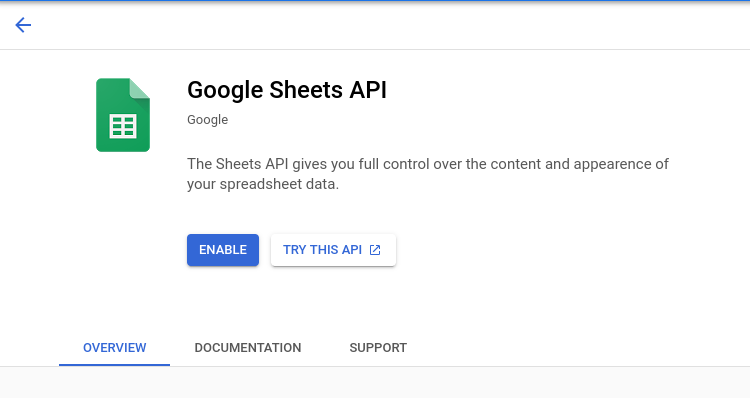 Google Sheets API
Google
The Sheets API gives you full control over the content and appearence of
your spreadsheet data.
ENABLE
TRY THIS API
OVERVIEW
DOCUMENTATION
SUPPORT